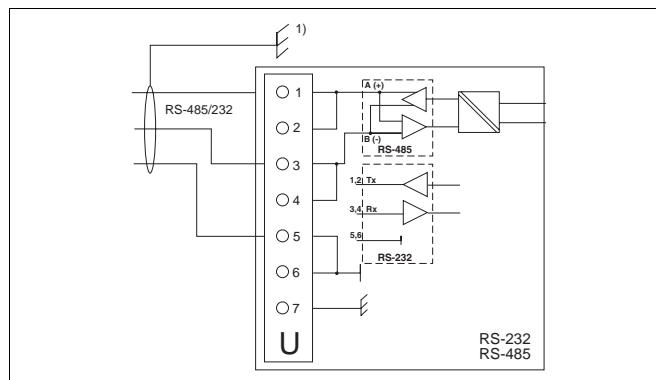 1)
RS-485/232
1
2
3
4
5
6
7
U
A (+)
B (-)
RS-485
1,2 Tx
3,4 Rx
5,6
RS-232
RS-232
RS-485